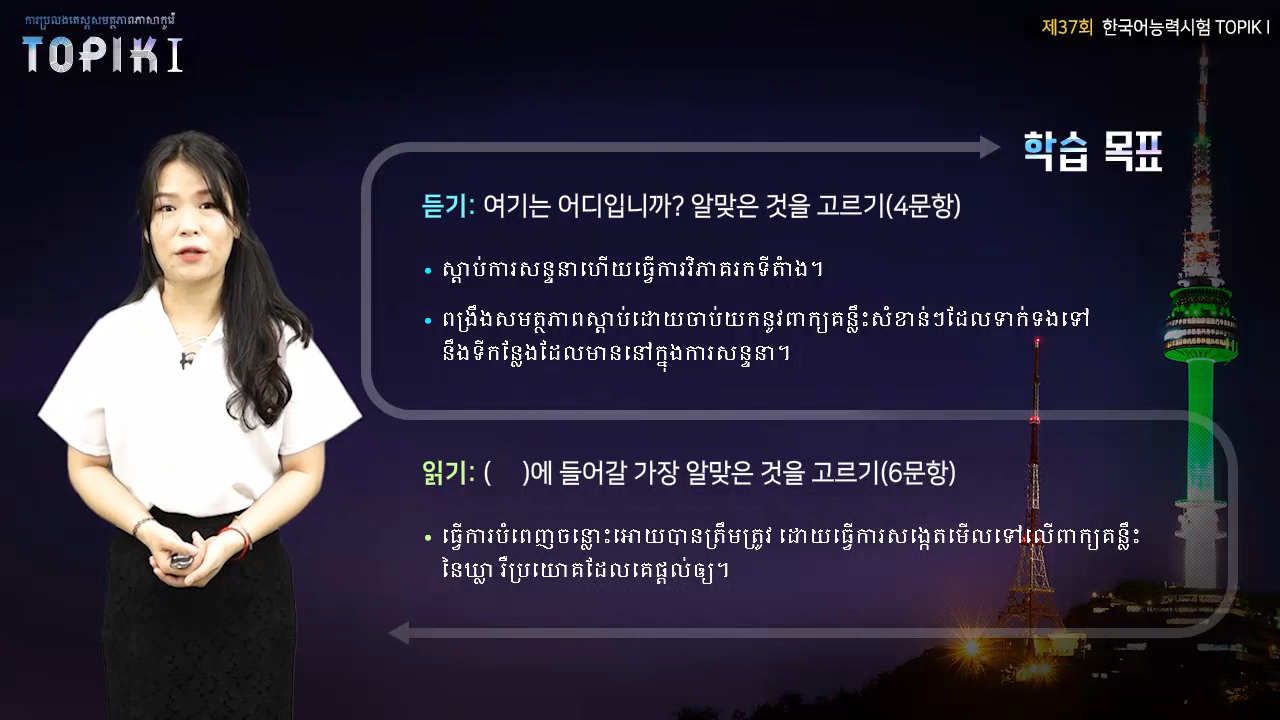 ការប្រលងតេស្តសមត្ថភាពភាសាកូរ៉េ
TOPIK I
제37회 한국어능력시험 TOPIK I
학습 목표
듣기: 여기는 어디입니까? 알맞은 것을 고르기(4문항)
• ស្តាប់ការសន្ទនាហើយធ្វើការវិភាគរកទីតាំង។
• ពង្រឹងសមត្ថភាពស្តាប់ដោយចាប់យកនូវពាក្យគន្លឹះសំខាន់ៗដែលទាក់ទងទៅ
នឹងទីកន្លែងដែលមាននៅក្នុងការសន្ទនា។
읽기: (    )에 들어갈 가장 알맞은 것을 고르기(6문항)
• ធ្វើការបំពេញចន្លោះអោយបានត្រឹមត្រូវ ដោយធ្វើការសង្កេតមើលទៅលើពាក្យគន្លឹះ
នៃឃ្លា រឺប្រយោគដែលគេផ្តល់ឲ្យ។